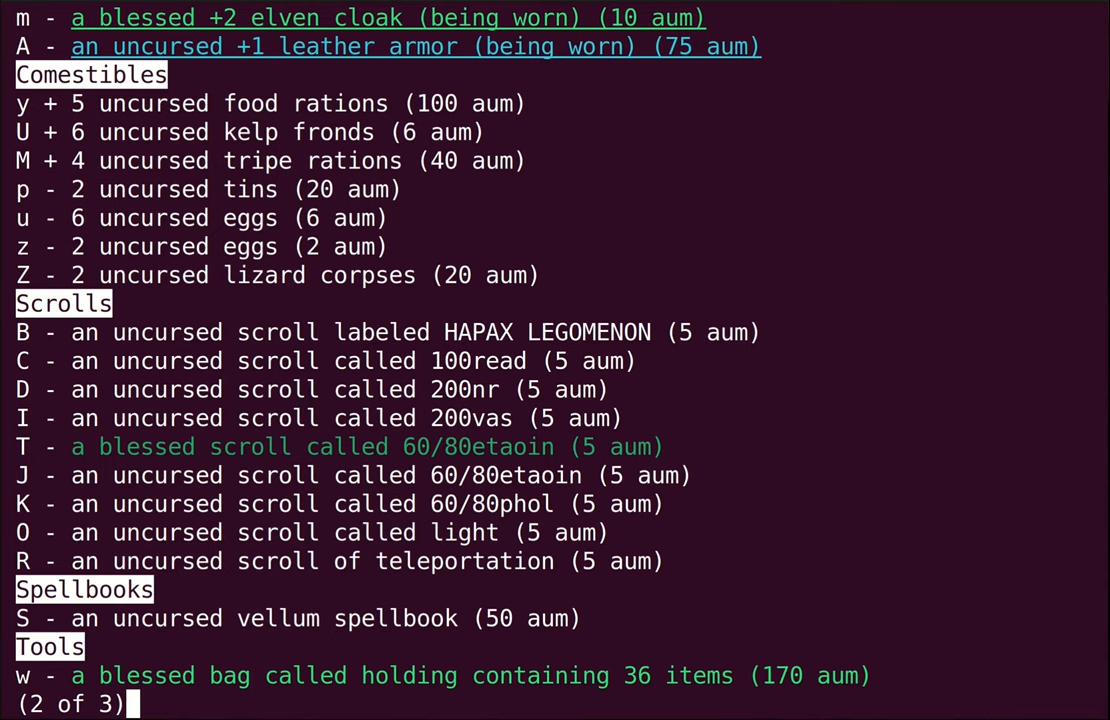 m - a blessed +2 elven cloak (being worn) (10 aum)
A - an uncursed +1 leather armor (being worn) (75 aum)
Comestibles
y + 5 uncursed food rations (100 aum)
U + 6 uncursed kelp fronds (6 aum)
M + 4 uncursed tripe rations (40 aum)
p - 2 uncursed tins (20 aum)
u - 6 uncursed eggs (6 aum)
z - 2 uncursed eggs (2 aum)
Z - 2 uncursed lizard corpses (20 aum)
Scrolls
B - an uncursed scroll labeled HAPAX LEGOMENON (5 aum)
C - an uncursed scroll called 100read (5 aum)
D - an uncursed scroll called 200nr (5 aum)
I - an uncursed scroll called 200vas (5 aum)
T - a blessed scroll called 60/80etaoin (5 aum)
J - an uncursed scroll called 60/80etaoin (5 aum)
K - an uncursed scroll called 60/80phol (5 aum)
O - an uncursed scroll called light (5 aum)
R - an uncursed scroll of teleportation (5 aum)
Spellbooks
S - an uncursed vellum spellbook (50 aum)
Tools
w - a blessed bag called holding containing 36 items (170 aum)
(2 of 3)